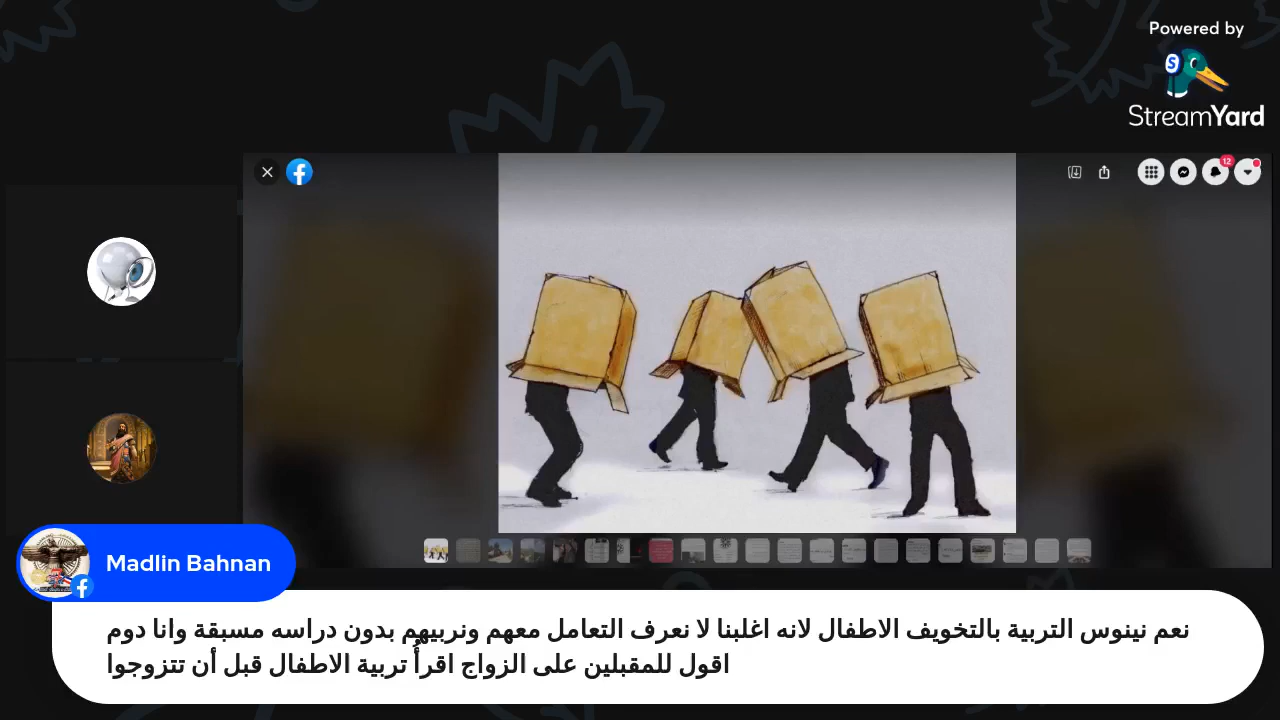 Powered by
StreamYard
12
Madlin Bahnan
نعم نينوس التربية بالتخويف الاطفال لانه اغلبنا لا نعرف التعامل معهم ونربيهم بدون دراسه مسبقة وانا دوم
اقول للمقبلين على الزواج اقرأُ تربية الاطفال قبل أن تتزوجوا